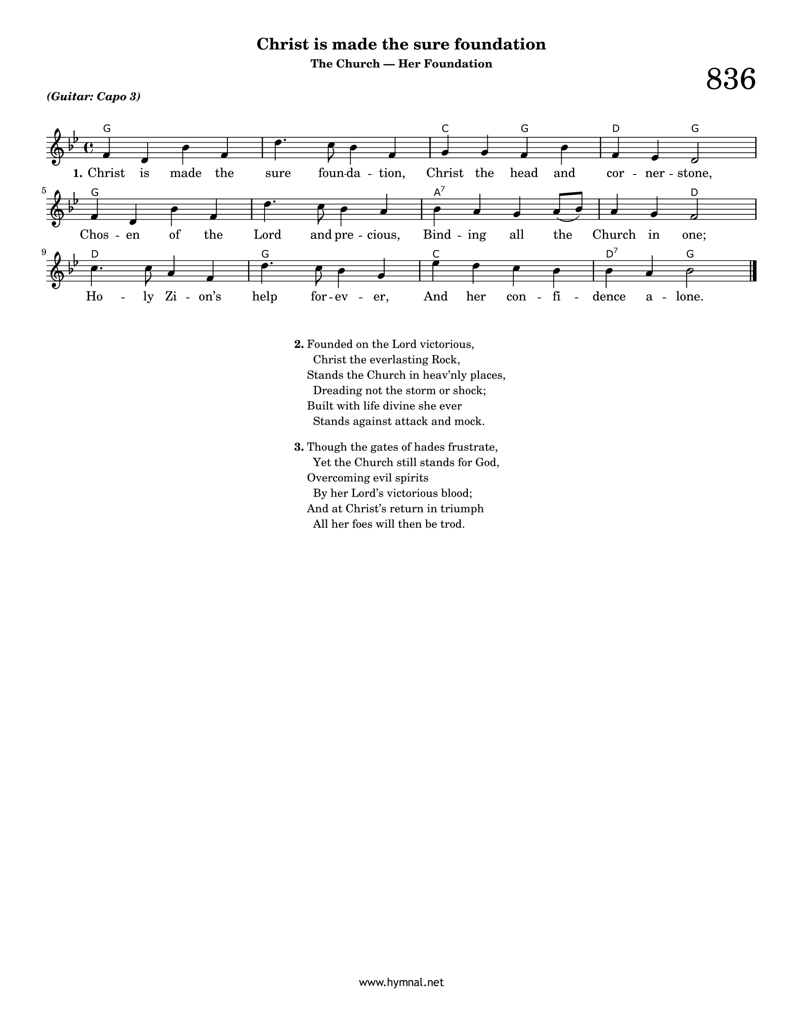 Christ is made the sure foundation
The Church — Her Foundation
836
(Guitar: Capo 3)
G C G D G
1. Christ is made the sure foun-da - tion, Christ the head and cor - ner - stone,
5
G A7 D
Chos - en of the Lord and pre - cious, Bind - ing all the Church in one;
9
D G C D7 G
Ho - ly Zi - on's help for - ev - er, And her con - fi - dence a - lone.
2. Founded on the Lord victorious,
Christ the everlasting Rock,
Stands the Church in heav'nly places,
Dreading not the storm or shock;
Built with life divine she ever
Stands against attack and mock.
3. Though the gates of hades frustrate,
Yet the Church still stands for God,
Overcoming evil spirits
By her Lord's victorious blood;
And at Christ's return in triumph
All her foes will then be trod.
www.hymnal.net